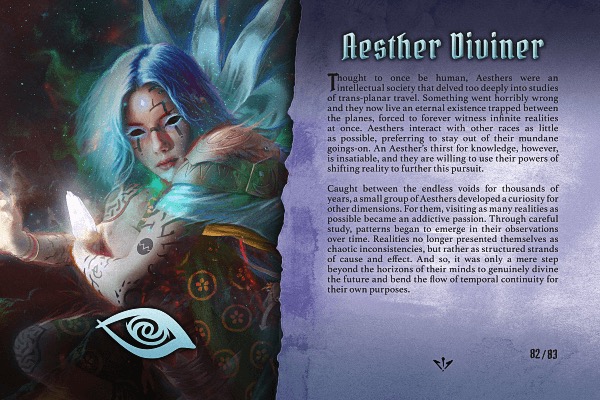 Aesther Diviner
Thought to once be human, Aesthers were an
intellectual society that delved too deeply into studies
of trans-planar travel. Something went horribly wrong
and they now live an eternal existence trapped between
the planes, forced to forever witness infinite realities
at once. Aesthers interact with other races as little
as possible, preferring to stay out of their mundane
goings-on. An Aesther's thirst for knowledge, however,
is insatiable, and they are willing to use their powers of
shifting reality to further this pursuit.
Caught between the endless voids for thousands of
years, a small group of Aesthers developed a curiosity for
other dimensions. For them, visiting as many realities as
possible became an addictive passion. Through careful
study, patterns began to emerge in their observations
over time. Realities no longer presented themselves as
chaotic inconsistencies, but rather as structured strands
of cause and effect. And so, it was only a mere step
beyond the horizons of their minds to genuinely divine
the future and bend the flow of temporal continuity for
their own purposes.
82/83